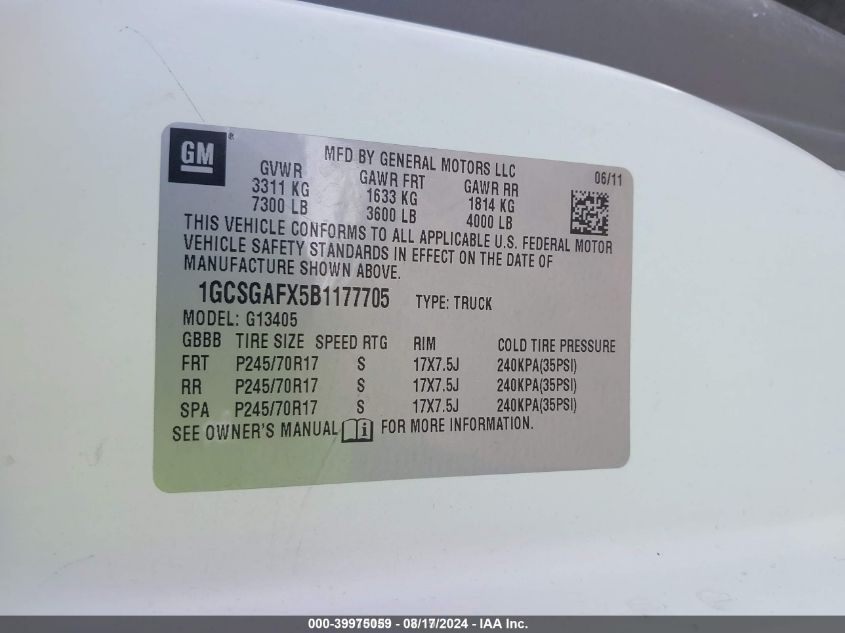 GM®
MFD BY GENERAL MOTORS LLC 06/11
GVWR GAWR FRT GAWR RR
3311 KG 1633 KG 1814 KG
7300 LB 3600 LB 4000 LB
THIS VEHICLE CONFORMS TO ALL APPLICABLE U.S. FEDERAL MOTOR
VEHICLE SAFETY STANDARDS IN EFFECT ON THE DATE OF
MANUFACTURE SHOWN ABOVE.
1GCSGAFX5B1177705 TYPE: TRUCK
MODEL: G13405
GBBB TIRE SIZE SPEED RTG RIM COLD TIRE PRESSURE
FRT P245/70R17 S 17X7.5J 240KPA(35PSI)
RR P245/70R17 S 17X7.5J 240KPA(35PSI)
SPA P245/70R17 S 17X7.5J 240KPA(35PSI)
SEE OWNER'S MANUAL i FOR MORE INFORMATION.
000-39975059 - 08/17/2024 - IAA Inc.